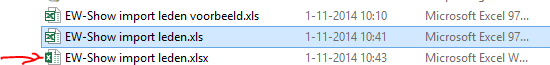 EW-Show import leden voorbeeld.xls 1-11-2014 10:10 Microsoft Excel 97...
EW-Show import leden.xls 1-11-2014 10:41 Microsoft Excel 97...
EW-Show import leden.xlsx 1-11-2014 10:43 Microsoft Excel W...